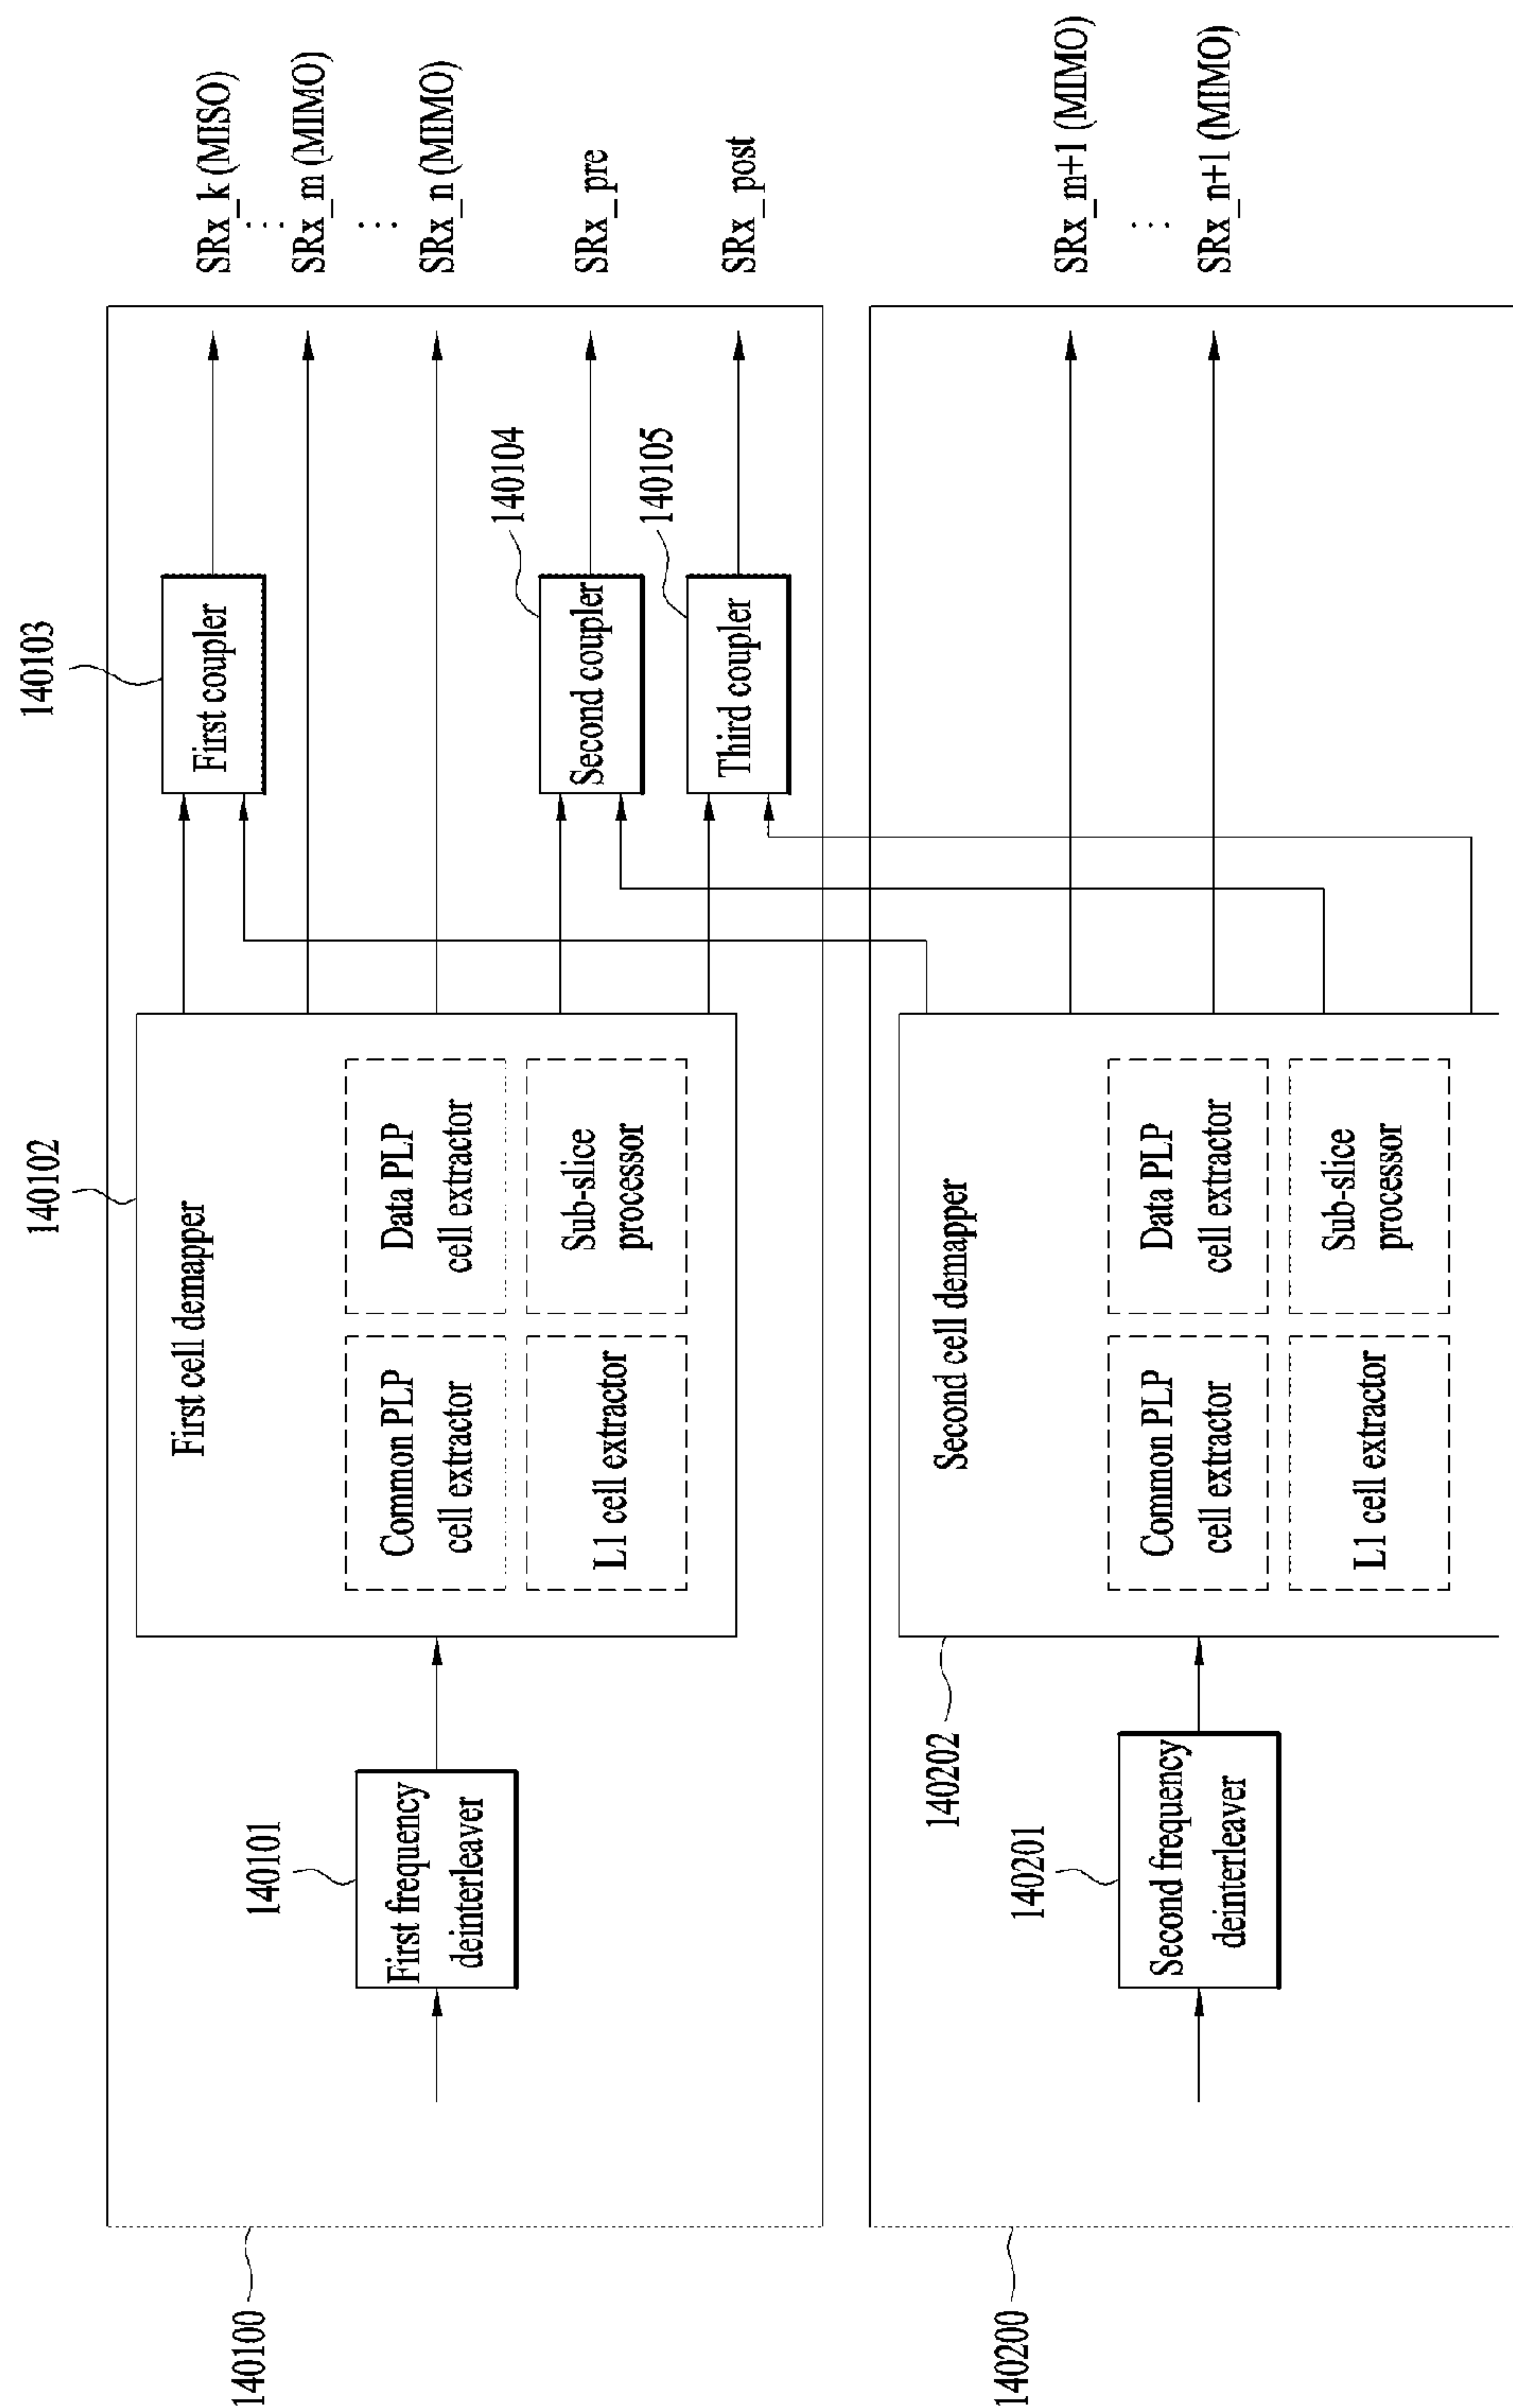 140100
140101
First frequency
deinterleaver
140102
First cell demapper
Common PLP
cell extractor
Data PLP
cell extractor
L1 cell extractor
Sub-slice
processor
140103
First coupler
140104
Second coupler
140105
Third coupler
SRx_k (MISO)
⋮
SRx_m (MIMO)
⋮
SRx_n (MIMO)
SRx_pre
SRx_post
140200
140201
Second frequency
deinterleaver
140202
Second cell demapper
Common PLP
cell extractor
Data PLP
cell extractor
L1 cell extractor
Sub-slice
processor
SRx_m+1 (MIMO)
⋮
SRx_n+1 (MIMO)